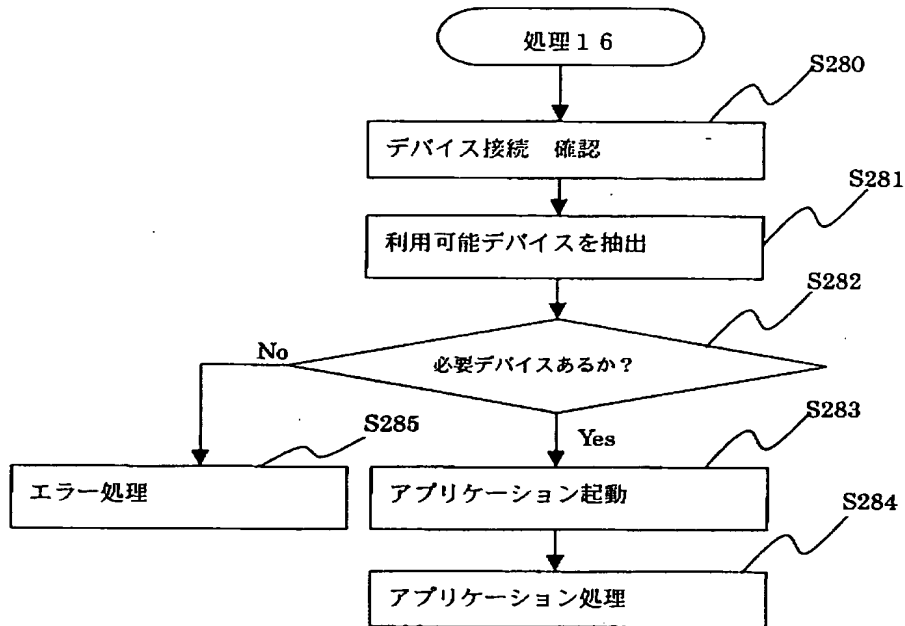 処理１６
S280
デバイス接続　確認
S281
利用可能デバイスを抽出
S282
必要デバイスあるか？
No
Yes
S285
エラー処理
S283
アプリケーション起動
S284
アプリケーション処理